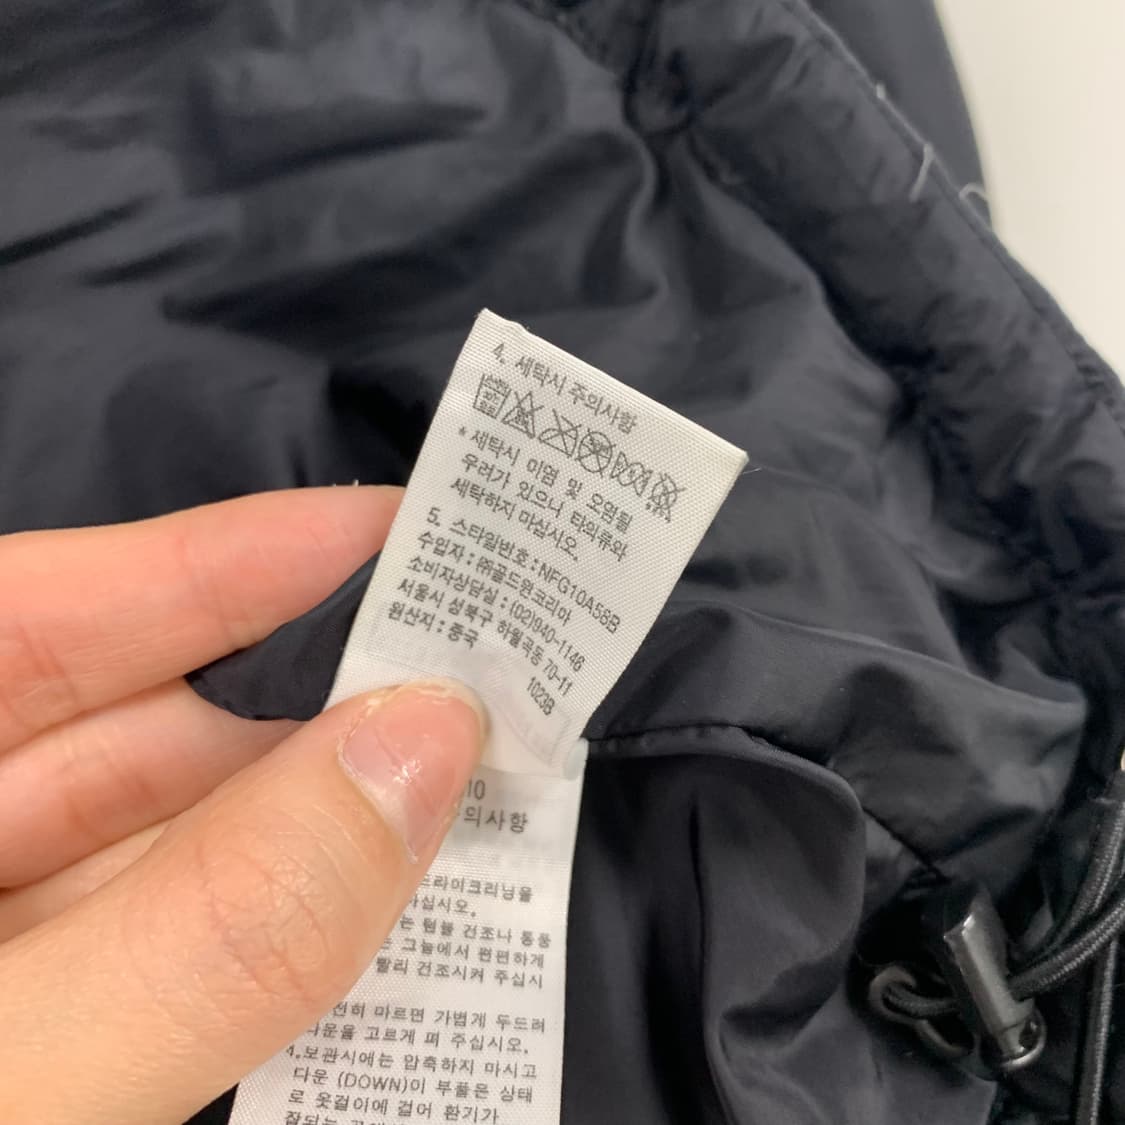 4. 세탁시 주의사항
* 세탁시 이염 및 오염될
우려가 있으니 타의류와
세탁하지 마십시오.
5. 스타일번호 : NFG10A56B
수입자 : ㈜골드윈코리아
소비자상담실 : (02)940-1146
서울시 성북구 하월곡동 70-11
원산지 : 중국
1023B
10
의사항
드라이크리닝을
마십시오.
는 텀블 건조나 통풍
는 그늘에서 편편하게
빨리 건조시켜 주십시
전히 마르면 가볍게 두드려
다운을 고르게 펴 주십시오.
4.보관시에는 압축하지 마시고
다운 (DOWN)이 부풀은 상태
로 옷걸이에 걸어 환기가
잘되는